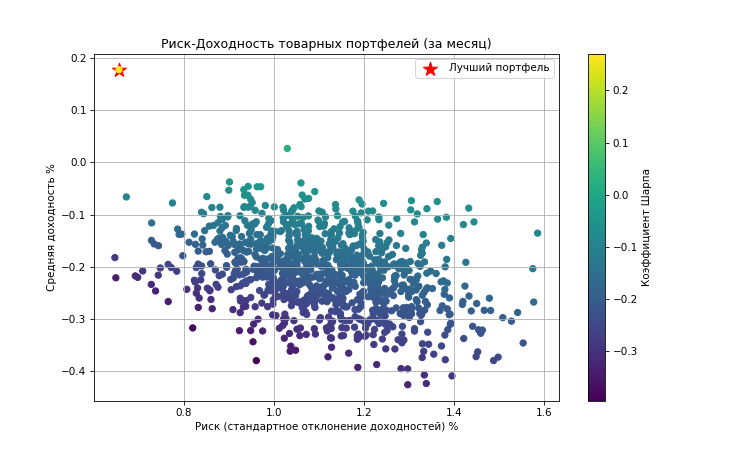 Риск-Доходность товарных портфелей (за месяц)
Лучший портфель
Средняя доходность %
0.2
0.1
0.0
−0.1
−0.2
−0.3
−0.4
0.8 1.0 1.2 1.4 1.6
Риск (стандартное отклонение доходностей) %
0.2
0.1
0.0
−0.1
−0.2
−0.3
Коэффициент Шарпа